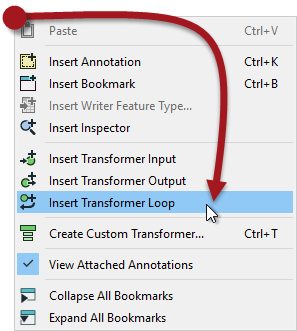 Paste Ctrl+V
Insert Annotation Ctrl+K
Insert Bookmark Ctrl+B
Insert Writer Feature Type...
Insert Inspector
Insert Transformer Input
Insert Transformer Output
Insert Transformer Loop
Create Custom Transformer... Ctrl+T
View Attached Annotations
Collapse All Bookmarks
Expand All Bookmarks